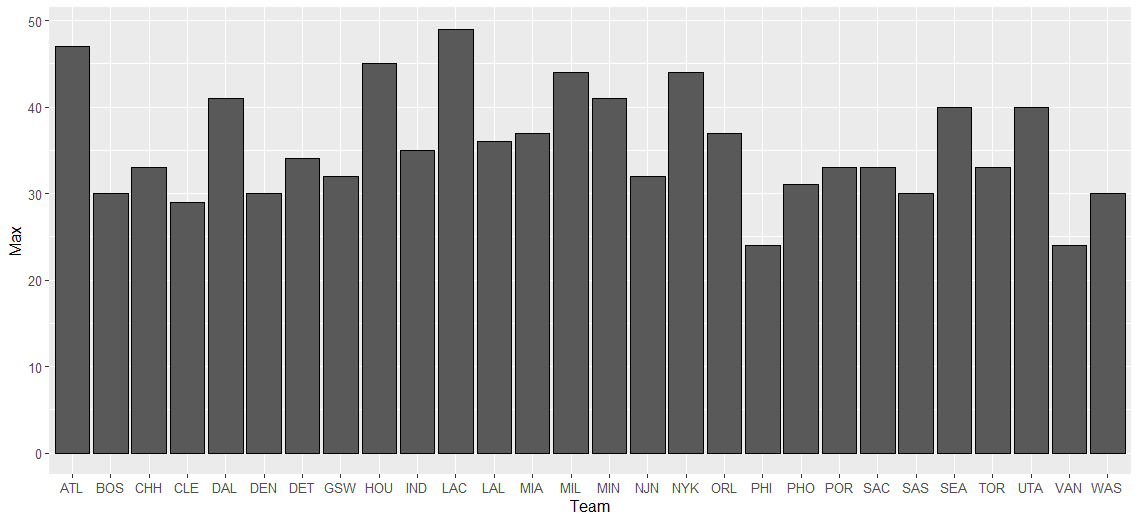 50
40
30
20
10
0
Max
ATL BOS CHH CLE DAL DEN DET GSW HOU IND LAC LAL MIA MIL MIN NJN NYK ORL PHI PHO POR SAC SAS SEA TOR UTA VAN WAS
Team